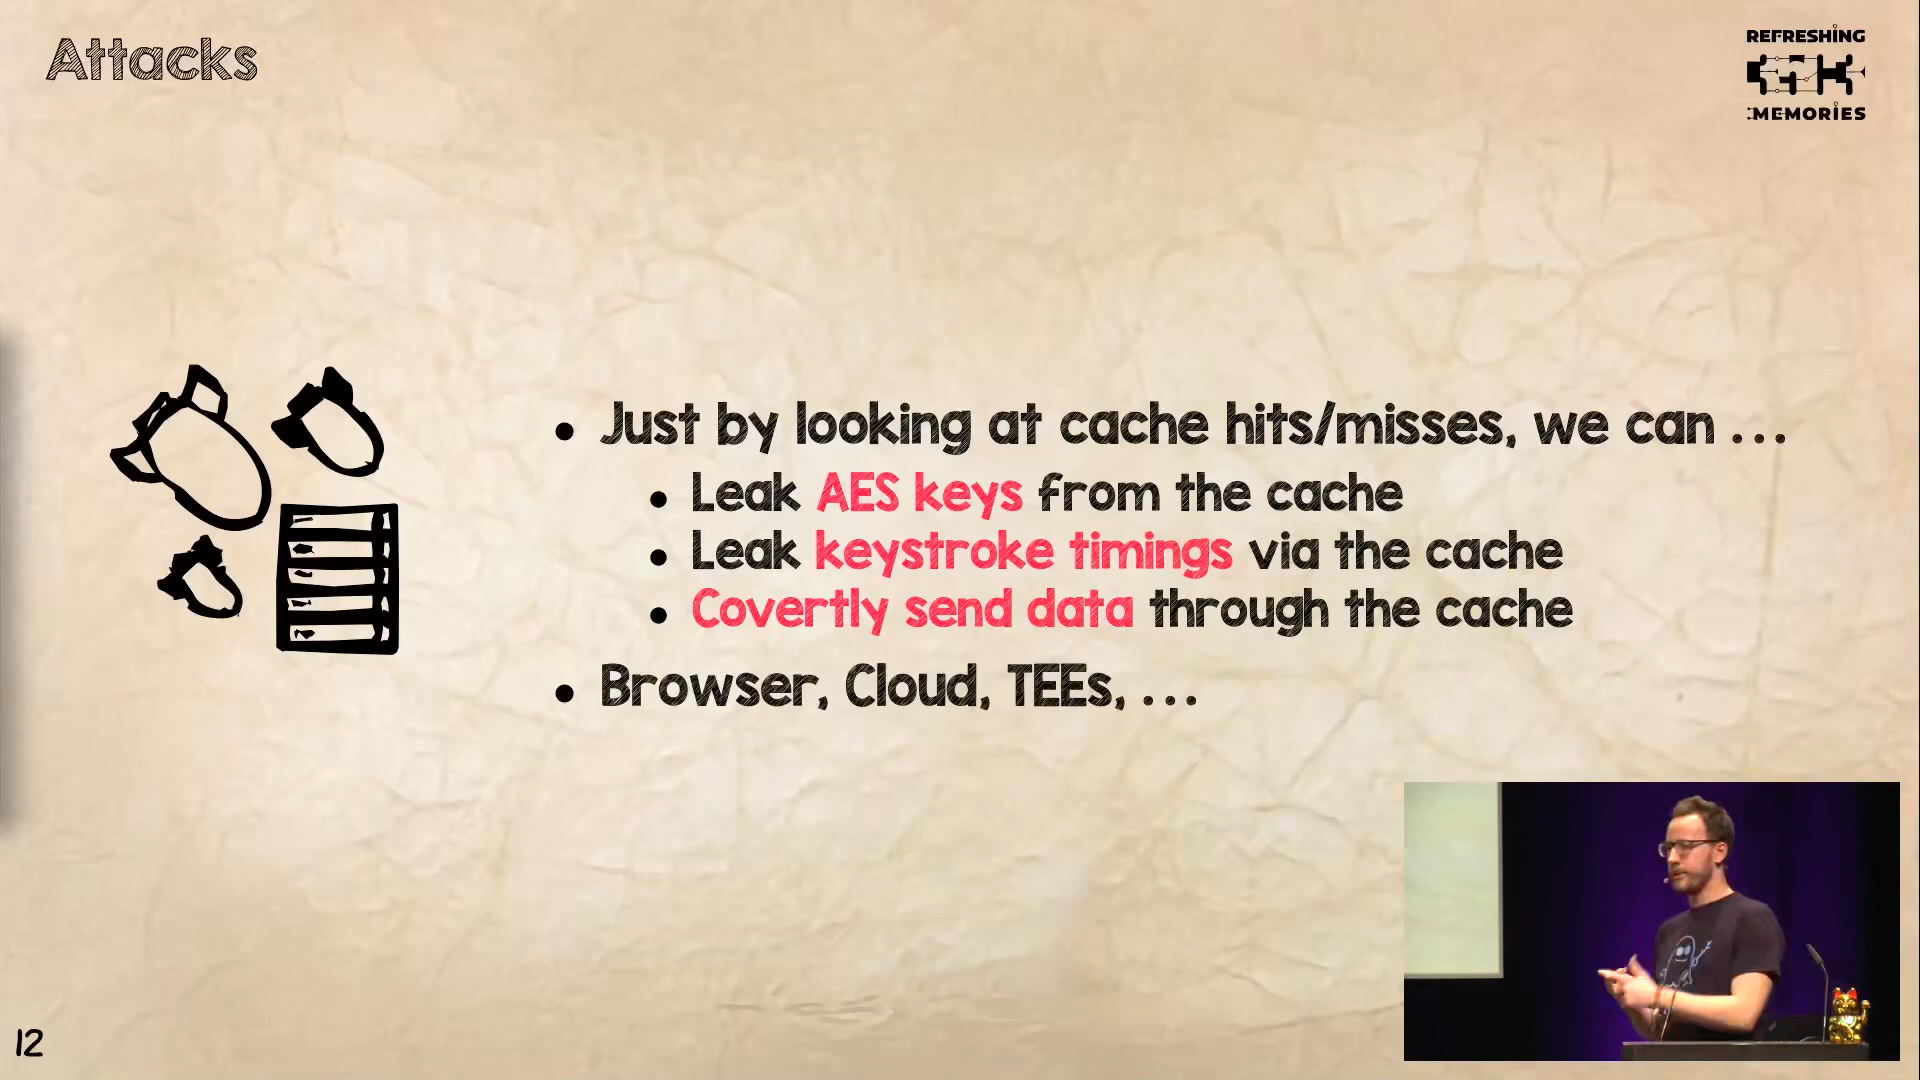 Attacks
REFRESHING
MEMORIES
• Just by looking at cache hits/misses, we can ...
• Leak AES keys from the cache
• Leak keystroke timings via the cache
• Covertly send data through the cache
• Browser, Cloud, TEEs, ...
12